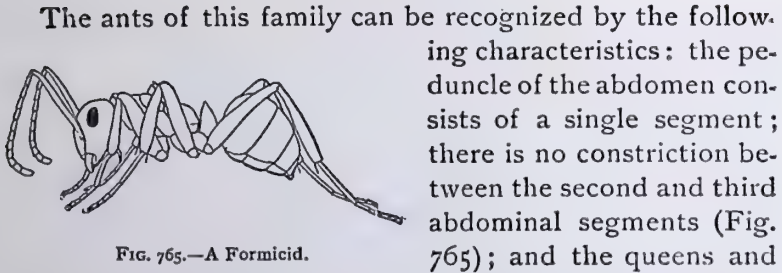 The ants of this family can be recognized by the follow-
ing characteristics: the pe-
duncle of the abdomen con-
sists of a single segment;
there is no constriction be-
tween the second and third
abdominal segments (Fig.
765); and the queens and
FIG. 765.—A Formicid.